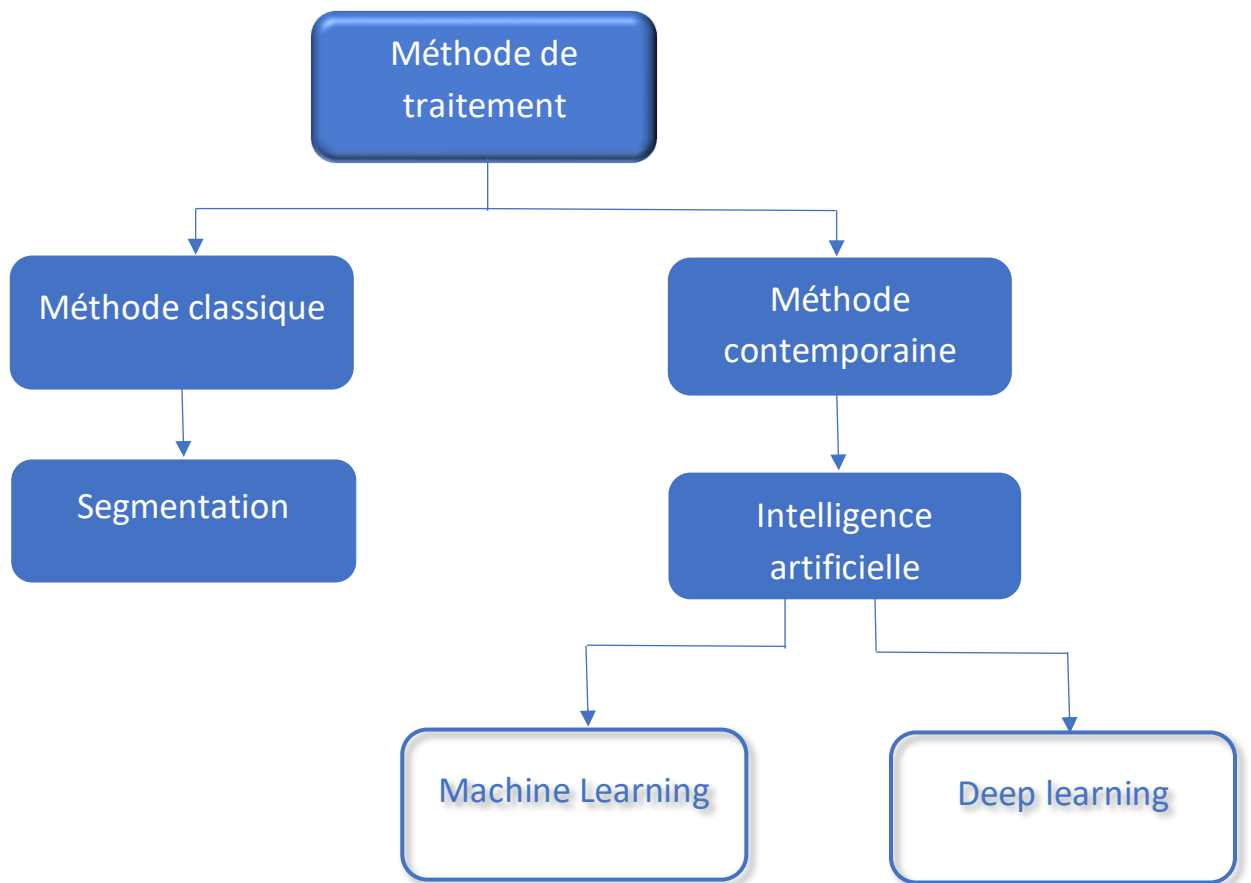 Méthode de
traitement
Méthode classique
Méthode
contemporaine
Segmentation
Intelligence
artificielle
Machine Learning
Deep learning